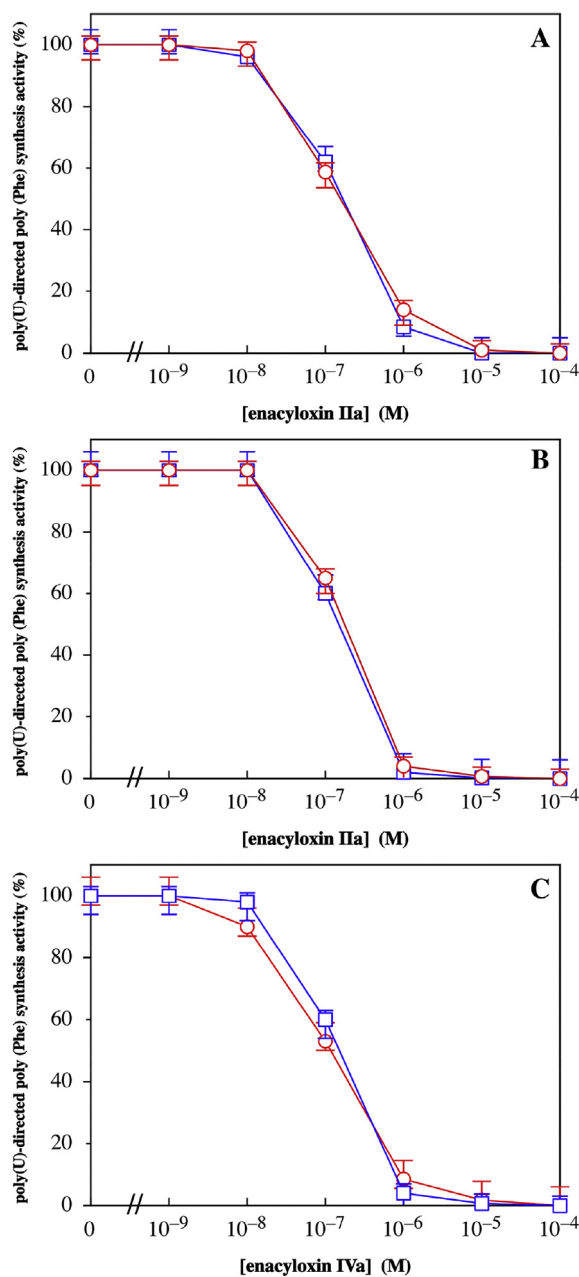 A
poly(U)-directed poly (Phe) synthesis activity (%)
100
80
60
40
20
0
0 // 10⁻⁹ 10⁻⁸ 10⁻⁷ 10⁻⁶ 10⁻⁵ 10⁻⁴
[enacyloxin IIa] (M)
B
poly(U)-directed poly (Phe) synthesis activity (%)
100
80
60
40
20
0
0 // 10⁻⁹ 10⁻⁸ 10⁻⁷ 10⁻⁶ 10⁻⁵ 10⁻⁴
[enacyloxin IIa] (M)
C
poly(U)-directed poly (Phe) synthesis activity (%)
100
80
60
40
20
0
0 // 10⁻⁹ 10⁻⁸ 10⁻⁷ 10⁻⁶ 10⁻⁵ 10⁻⁴
[enacyloxin IVa] (M)